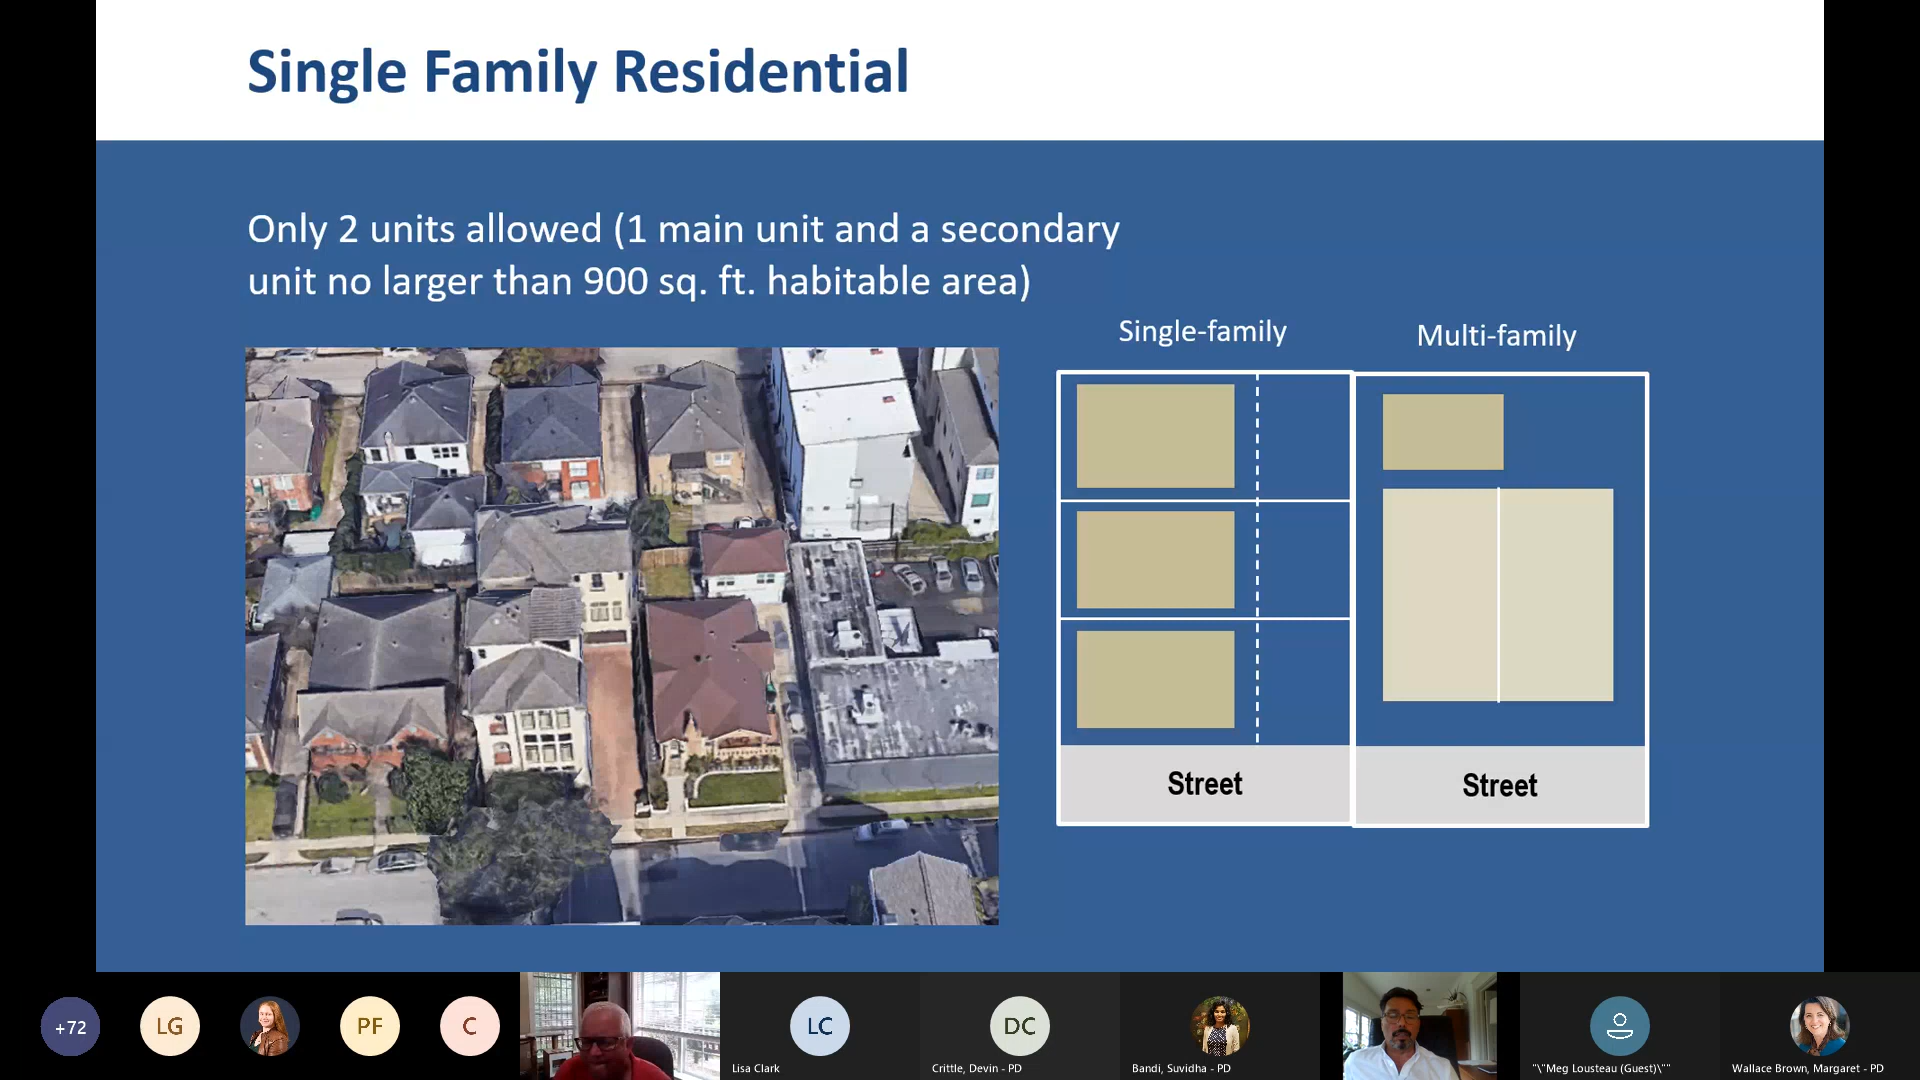 Single Family Residential
Only 2 units allowed (1 main unit and a secondary
unit no larger than 900 sq. ft. habitable area)
Single-family
Multi-family
Street
Street
+72
LG
PF
C
LC
Lisa Clark
DC
Crittle, Devin - PD
Bandi, Suvidha - PD
"\"Meg Lousteau (Guest)\""
Wallace Brown, Margaret - PD